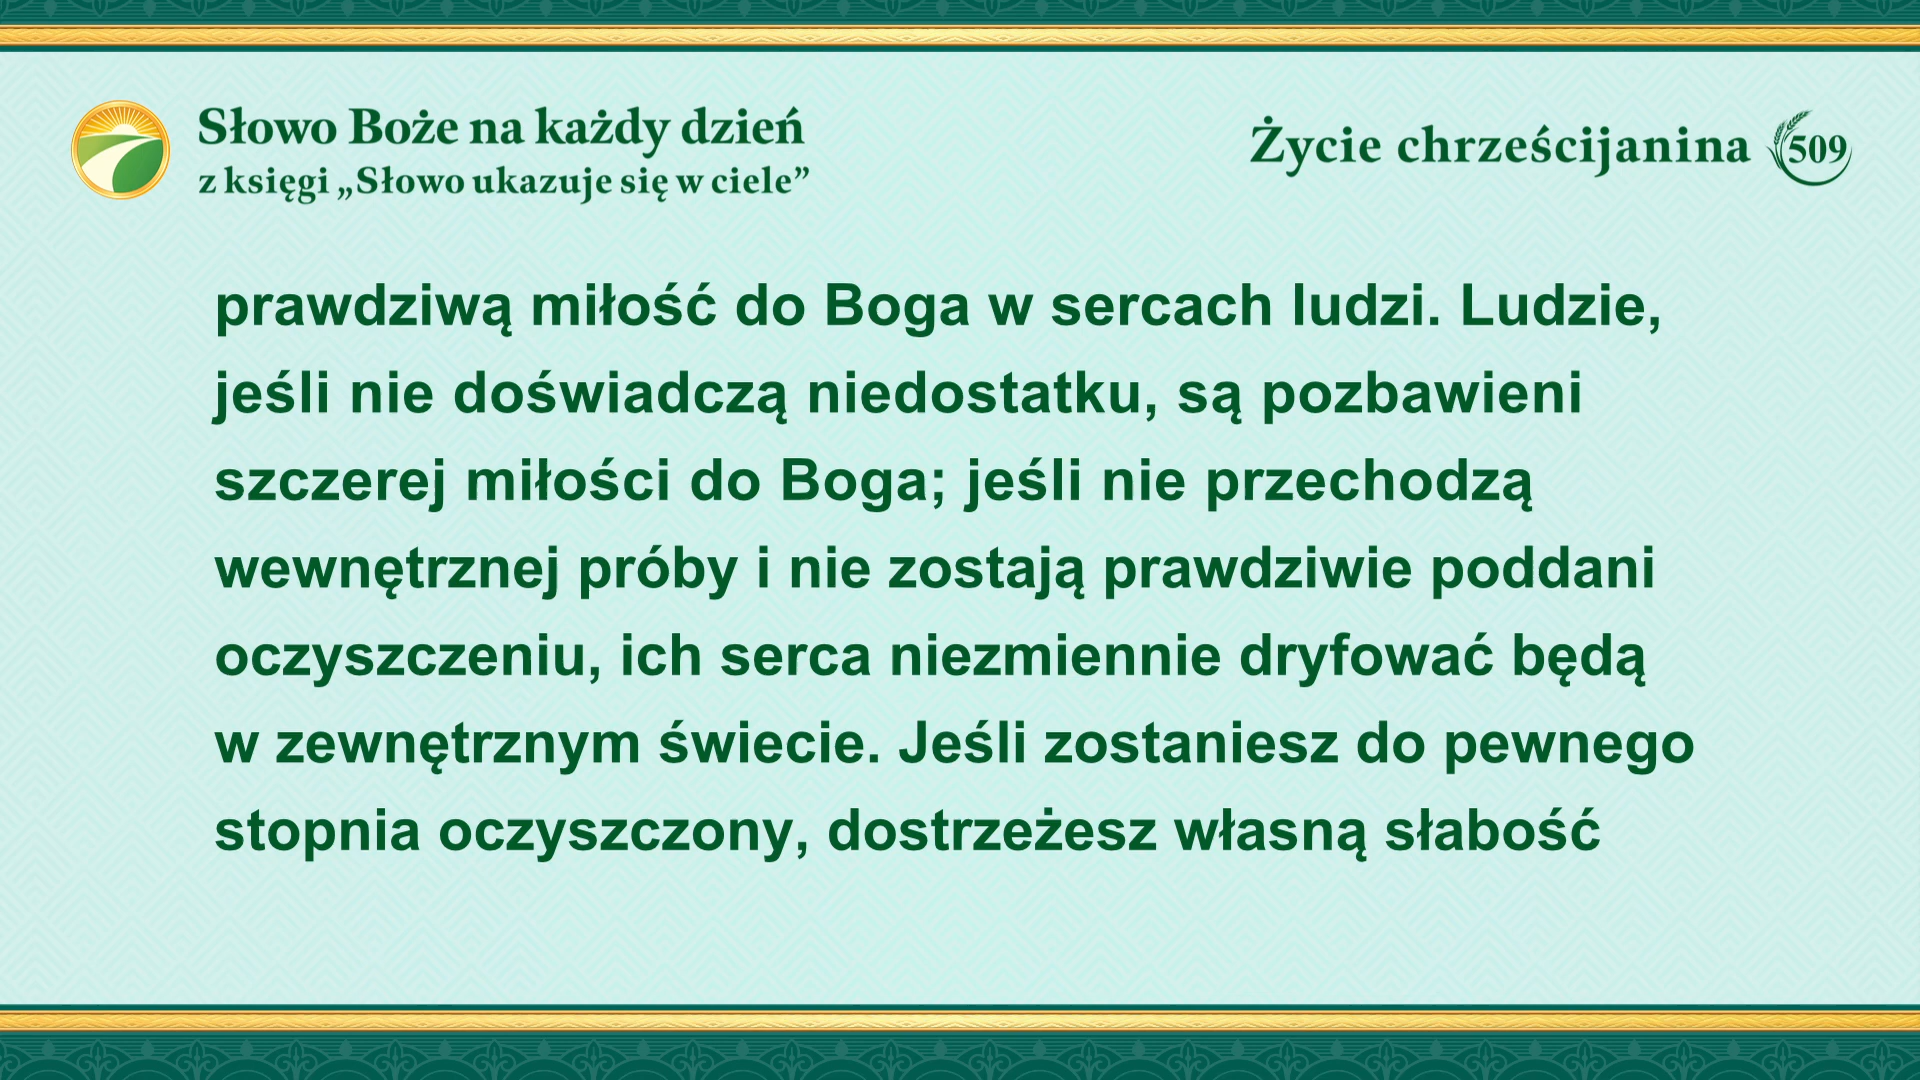 Słowo Boże na każdy dzień
z księgi „Słowo ukazuje się w ciele”
Życie chrześcijanina 509
prawdziwą miłość do Boga w sercach ludzi. Ludzie,
jeśli nie doświadczą niedostatku, są pozbawieni
szczerej miłości do Boga; jeśli nie przechodzą
wewnętrznej próby i nie zostają prawdziwie poddani
oczyszczeniu, ich serca niezmiennie dryfować będą
w zewnętrznym świecie. Jeśli zostaniesz do pewnego
stopnia oczyszczony, dostrzeżesz własną słabość